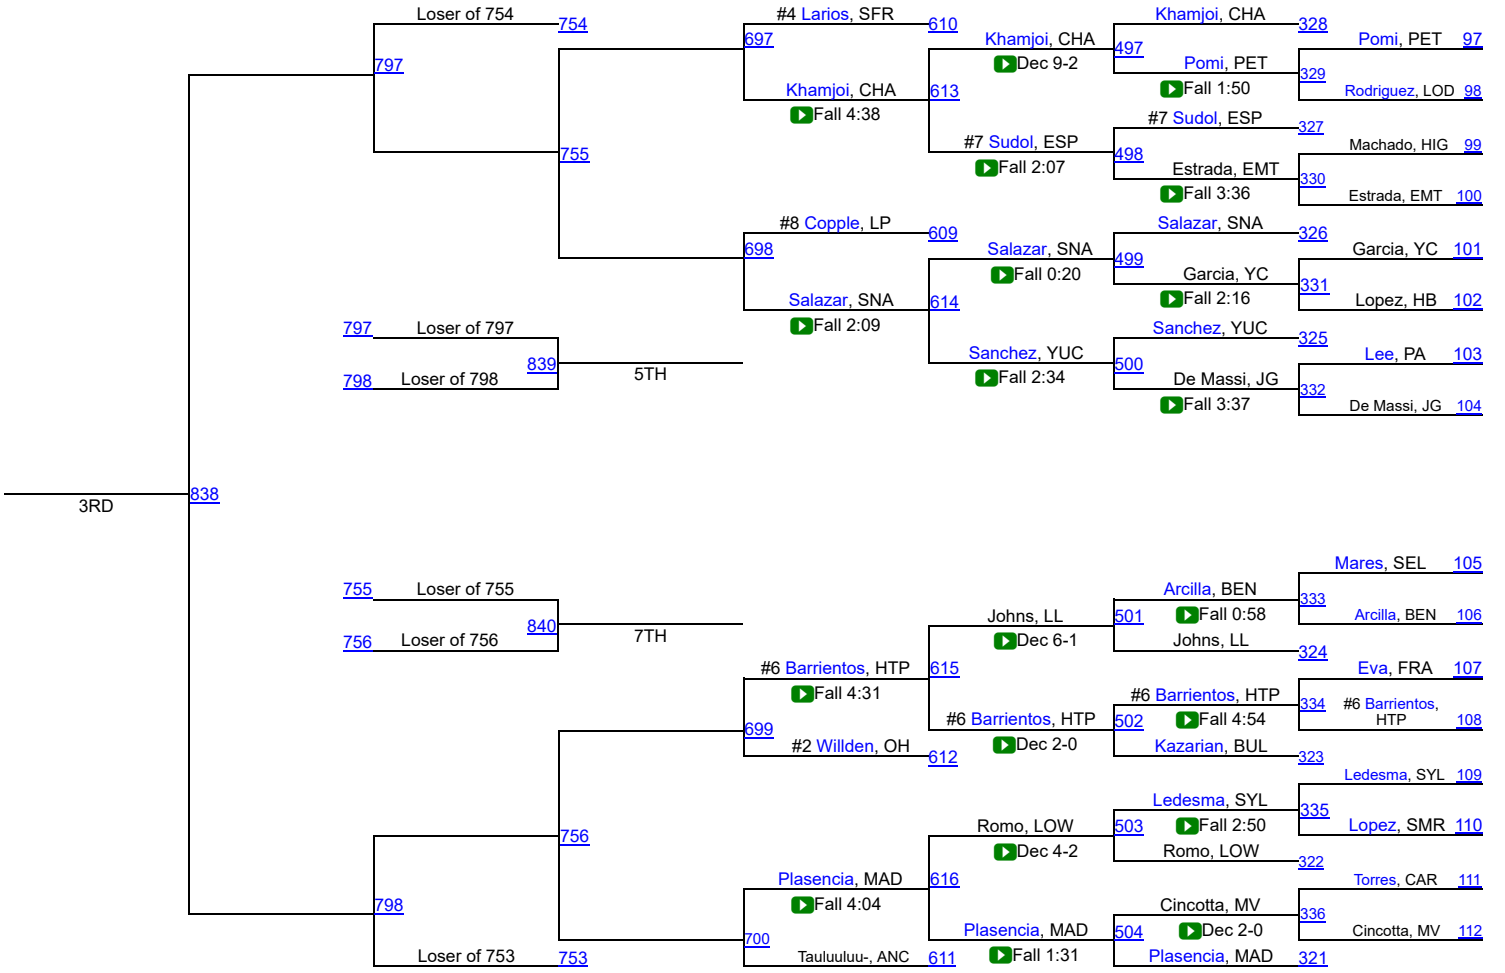 Loser of 754 754
797
#4 Larios, SFR 610
697
Khamjoi, CHA
Fall 4:38
613
Khamjoi, CHA
Dec 9-2
497
Khamjoi, CHA 328
Pomi, PET
Fall 1:50
329
Pomi, PET 97
Rodriguez, LOD 98
755
#7 Sudol, ESP
Fall 2:07
498
#7 Sudol, ESP 327
Estrada, EMT
Fall 3:36
330
Machado, HIG 99
Estrada, EMT 100
#8 Copple, LP 609
698
Salazar, SNA
Fall 2:09
614
Salazar, SNA
Fall 0:20
499
Salazar, SNA 326
Garcia, YC
Fall 2:16
331
Garcia, YC 101
Lopez, HB 102
Sanchez, YUC
Fall 2:34
500
Sanchez, YUC 325
De Massi, JG
Fall 3:37
332
Lee, PA 103
De Massi, JG 104
797 Loser of 797
839
5TH
798 Loser of 798
838
3RD
755 Loser of 755
840
7TH
756 Loser of 756
#6 Barrientos, HTP
Fall 4:31
615
699
#2 Willden, OH 612
Johns, LL
Dec 6-1
501
Arcilla, BEN
Fall 0:58
333
Mares, SEL 105
Arcilla, BEN 106
Johns, LL 324
#6 Barrientos, HTP
Dec 2-0
502
#6 Barrientos, HTP
Fall 4:54
334
Eva, FRA 107
#6 Barrientos,
HTP 108
Kazarian, BUL 323
756
798
Loser of 753 753
Plasencia, MAD
Fall 4:04
616
700
Tauluuluu-, ANC 611
Romo, LOW
Dec 4-2
503
Ledesma, SYL
Fall 2:50
335
Ledesma, SYL 109
Lopez, SMR 110
Romo, LOW 322
Plasencia, MAD
Fall 1:31
504
Cincotta, MV
Dec 2-0
336
Torres, CAR 111
Cincotta, MV 112
Plasencia, MAD 321